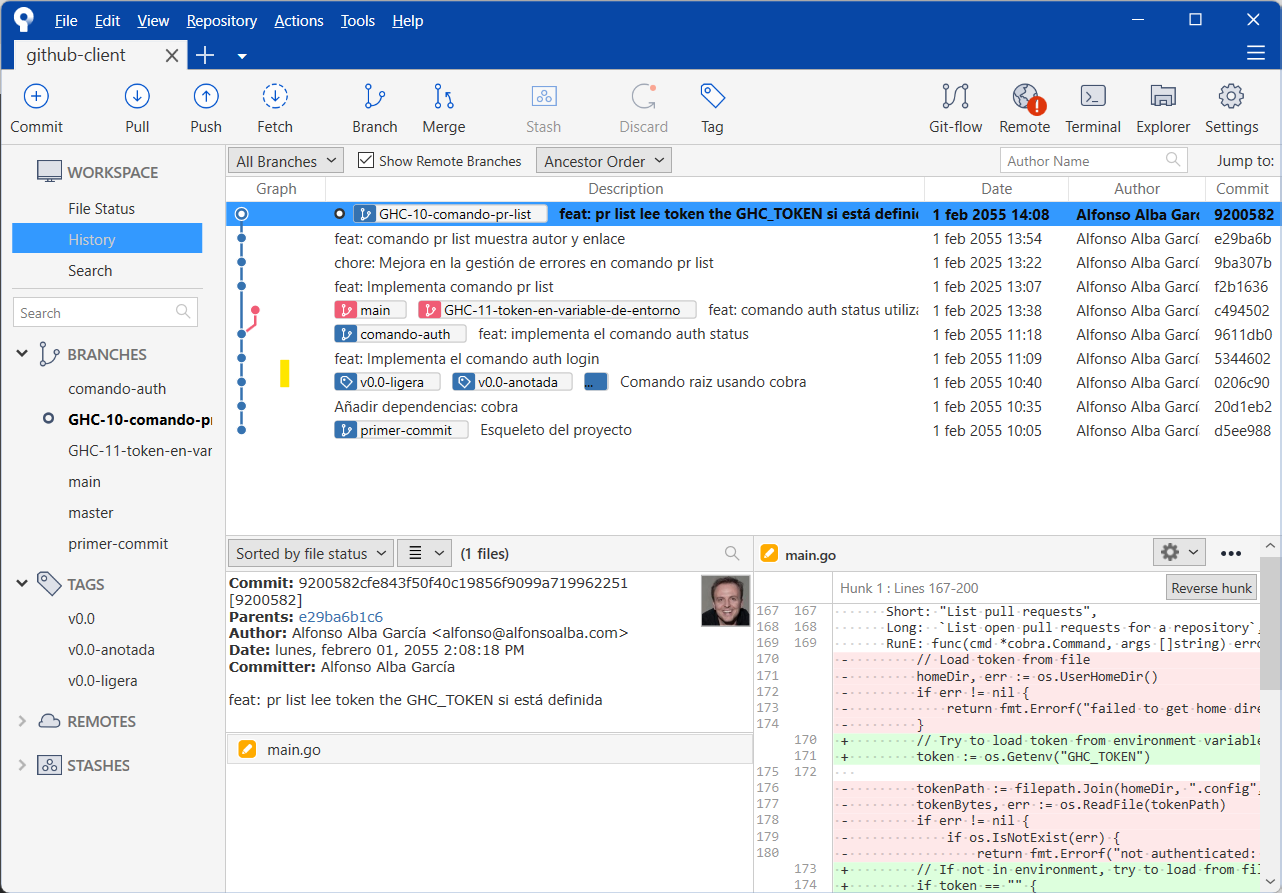 File Edit View Repository Actions Tools Help
github-client
Commit Pull Push Fetch Branch Merge Stash Discard Tag Git-flow Remote Terminal Explorer Settings
WORKSPACE
File Status
History
Search
Search
BRANCHES
comando-auth
GHC-10-comando-pr
GHC-11-token-en-var
main
master
primer-commit
TAGS
v0.0
v0.0-anotada
v0.0-ligera
REMOTES
STASHES
All Branches Show Remote Branches Ancestor Order Author Name Jump to:
Graph Description Date Author Commit
GHC-10-comando-pr-list feat: pr list lee token the GHC_TOKEN si está defini 1 feb 2055 14:08 Alfonso Alba Garc 9200582
feat: comando pr list muestra autor y enlace 1 feb 2055 13:54 Alfonso Alba Garcí e29ba6b
chore: Mejora en la gestión de errores en comando pr list 1 feb 2025 13:22 Alfonso Alba Garcí 9ba307b
feat: Implementa comando pr list 1 feb 2055 13:07 Alfonso Alba Garcí f2b1636
main GHC-11-token-en-variable-de-entorno feat: comando auth status utiliza 1 feb 2025 13:38 Alfonso Alba Garcí c494502
comando-auth feat: implementa el comando auth status 1 feb 2055 11:18 Alfonso Alba Garcí 9611db0
feat: Implementa el comando auth login 1 feb 2055 11:09 Alfonso Alba Garcí 5344602
v0.0-ligera v0.0-anotada ... Comando raiz usando cobra 1 feb 2055 10:40 Alfonso Alba Garcí 0206c90
Añadir dependencias: cobra 1 feb 2055 10:35 Alfonso Alba Garcí 20d1eb2
primer-commit Esqueleto del proyecto 1 feb 2055 10:05 Alfonso Alba Garcí d5ee988
Sorted by file status (1 files)
Commit: 9200582cfe843f50f40c19856f9099a719962251
[9200582]
Parents: e29ba6b1c6
Author: Alfonso Alba García <alfonso@alfonsoalba.com>
Date: lunes, febrero 01, 2055 2:08:18 PM
Committer: Alfonso Alba García
feat: pr list lee token the GHC_TOKEN si está definida
main.go
main.go
Hunk 1 : Lines 167-200 Reverse hunk
167 167 Short: "List pull requests",
168 168 Long: `List open pull requests for a repository`,
169 169 RunE: func(cmd *cobra.Command, args []string) erro
170 - // Load token from file
171 - homeDir, err := os.UserHomeDir()
172 - if err != nil {
173 - return fmt.Errorf("failed to get home dire
174 - }
170 + // Try to load token from environment variable
171 + token := os.Getenv("GHC_TOKEN")
175 172
176 - tokenPath := filepath.Join(homeDir, ".config",
177 - tokenBytes, err := os.ReadFile(tokenPath)
178 - if err != nil {
179 - if os.IsNotExist(err) {
180 - return fmt.Errorf("not authenticated:
173 + // If not in environment, try to load from fil
174 + if token == "" {